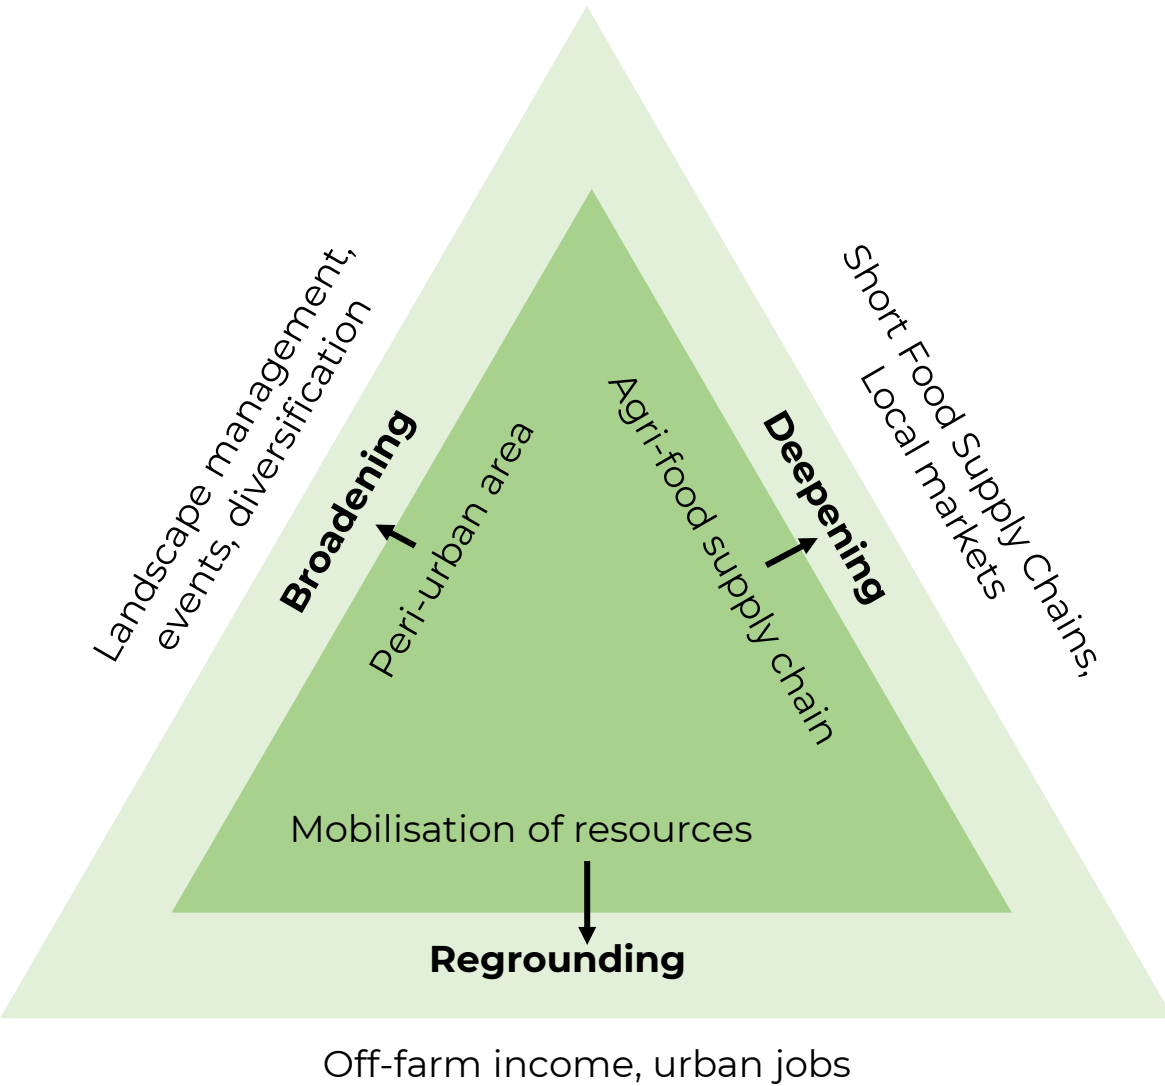 Landscape management,
events, diversification
Broadening
Peri-urban area
Agri-food supply chain
Deepening
Short Food Supply Chains,
Local markets
Mobilisation of resources
Regrounding
Off-farm income, urban jobs